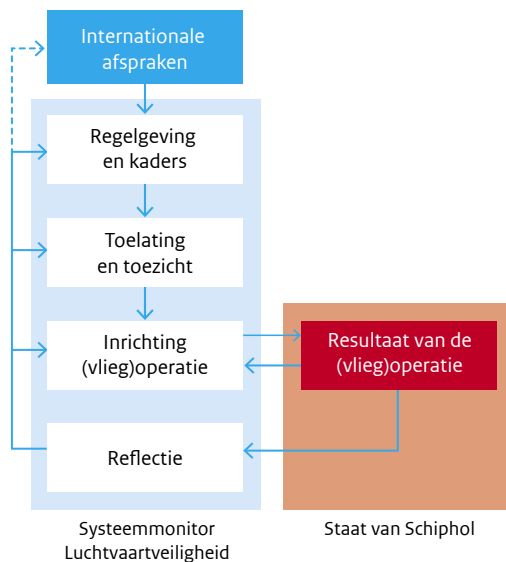 Internationale
afspraken
Regelgeving
en kaders
Toelating
en toezicht
Inrichting
(vlieg)operatie
Resultaat van de
(vlieg)operatie
Reflectie
Systeemmonitor
Luchtvaartveiligheid
Staat van Schiphol